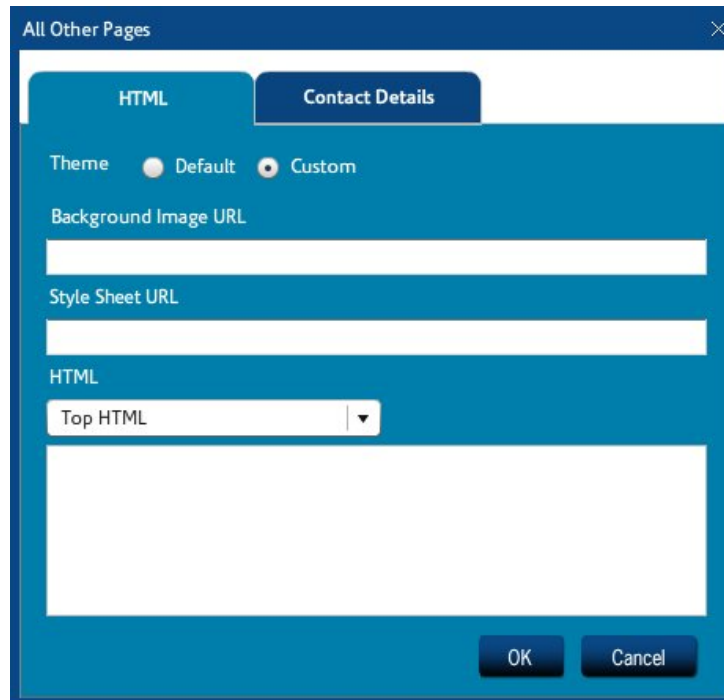 All Other Pages
HTML Contact Details
Theme Default Custom
Background Image URL
Style Sheet URL
HTML
Top HTML
OK Cancel